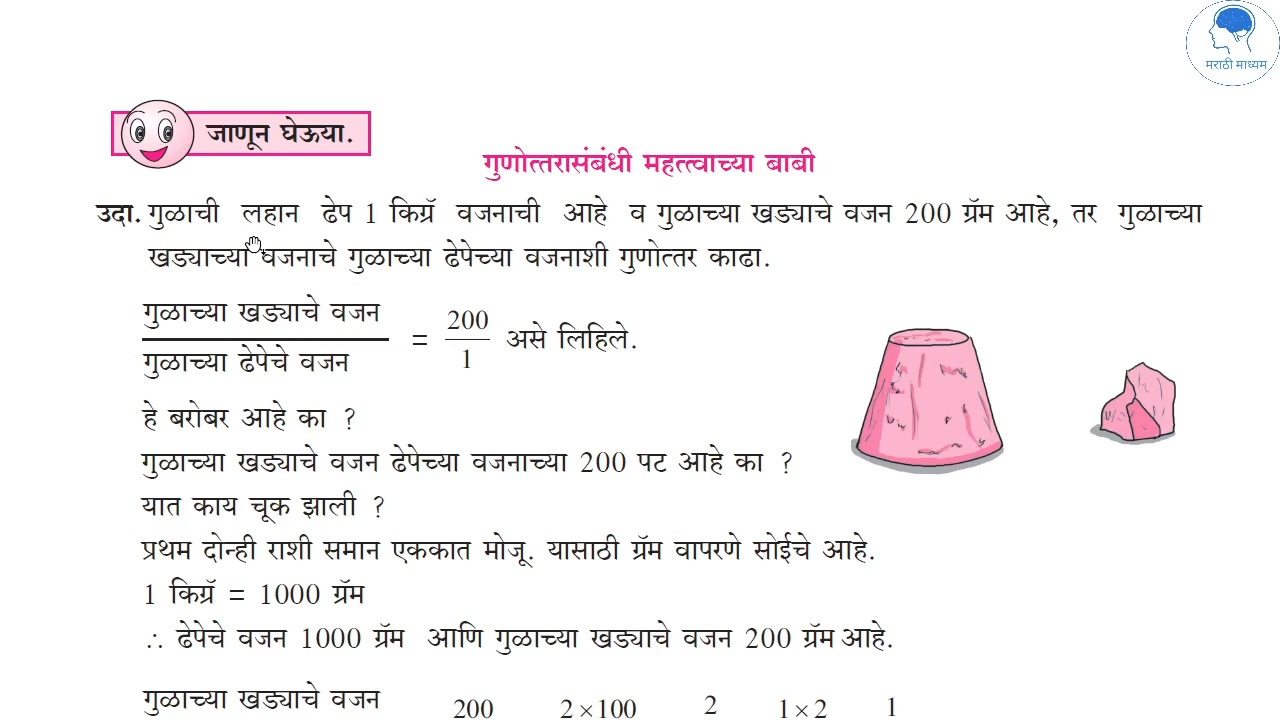 मराठी माध्यम
जाणून घेऊया.
गुणोत्तरासंबंधी महत्त्वाच्या बाबी
उदा. गुळाची लहान ढेप 1 किग्रॅ वजनाची आहे व गुळाच्या खड्याचे वजन 200 ग्रॅम आहे, तर गुळाच्या
खड्याच्या वजनाचे गुळाच्या ढेपेच्या वजनाशी गुणोत्तर काढा.
गुळाच्या खड्याचे वजन / गुळाच्या ढेपेचे वजन = 200/1 असे लिहिले.
हे बरोबर आहे का ?
गुळाच्या खड्याचे वजन ढेपेच्या वजनाच्या 200 पट आहे का ?
यात काय चूक झाली ?
प्रथम दोन्ही राशी समान एककात मोजू. यासाठी ग्रॅम वापरणे सोईचे आहे.
1 किग्रॅ = 1000 ग्रॅम
∴ ढेपेचे वजन 1000 ग्रॅम आणि गुळाच्या खड्याचे वजन 200 ग्रॅम आहे.
गुळाच्या खड्याचे वजन 200 2×100 2 1×2 1